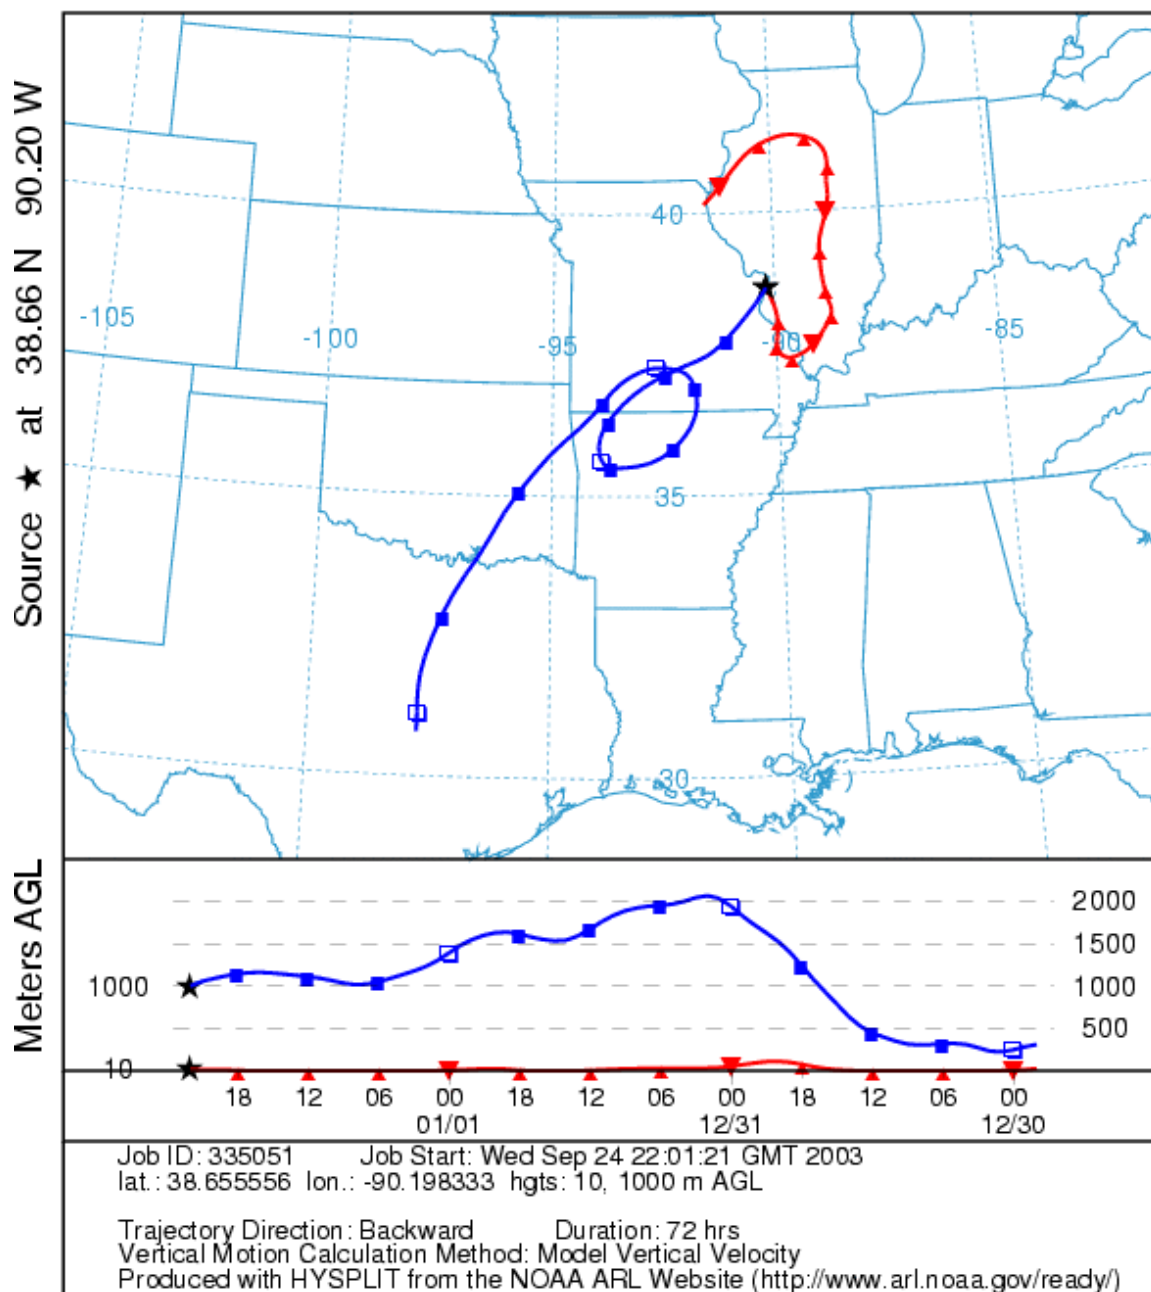 Source ★ at 38.66 N 90.20 W
40
-105
-100
-95
-90
-85
35
30
Meters AGL
2000
1500
1000
1000
500
10
18 12 06 00 18 12 06 00 18 12 06 00
01/01 12/31 12/30
Job ID: 335051 Job Start: Wed Sep 24 22:01:21 GMT 2003
lat.: 38.655556 lon.: -90.198333 hgts: 10, 1000 m AGL
Trajectory Direction: Backward Duration: 72 hrs
Vertical Motion Calculation Method: Model Vertical Velocity
Produced with HYSPLIT from the NOAA ARL Website (http://www.arl.noaa.gov/ready/)